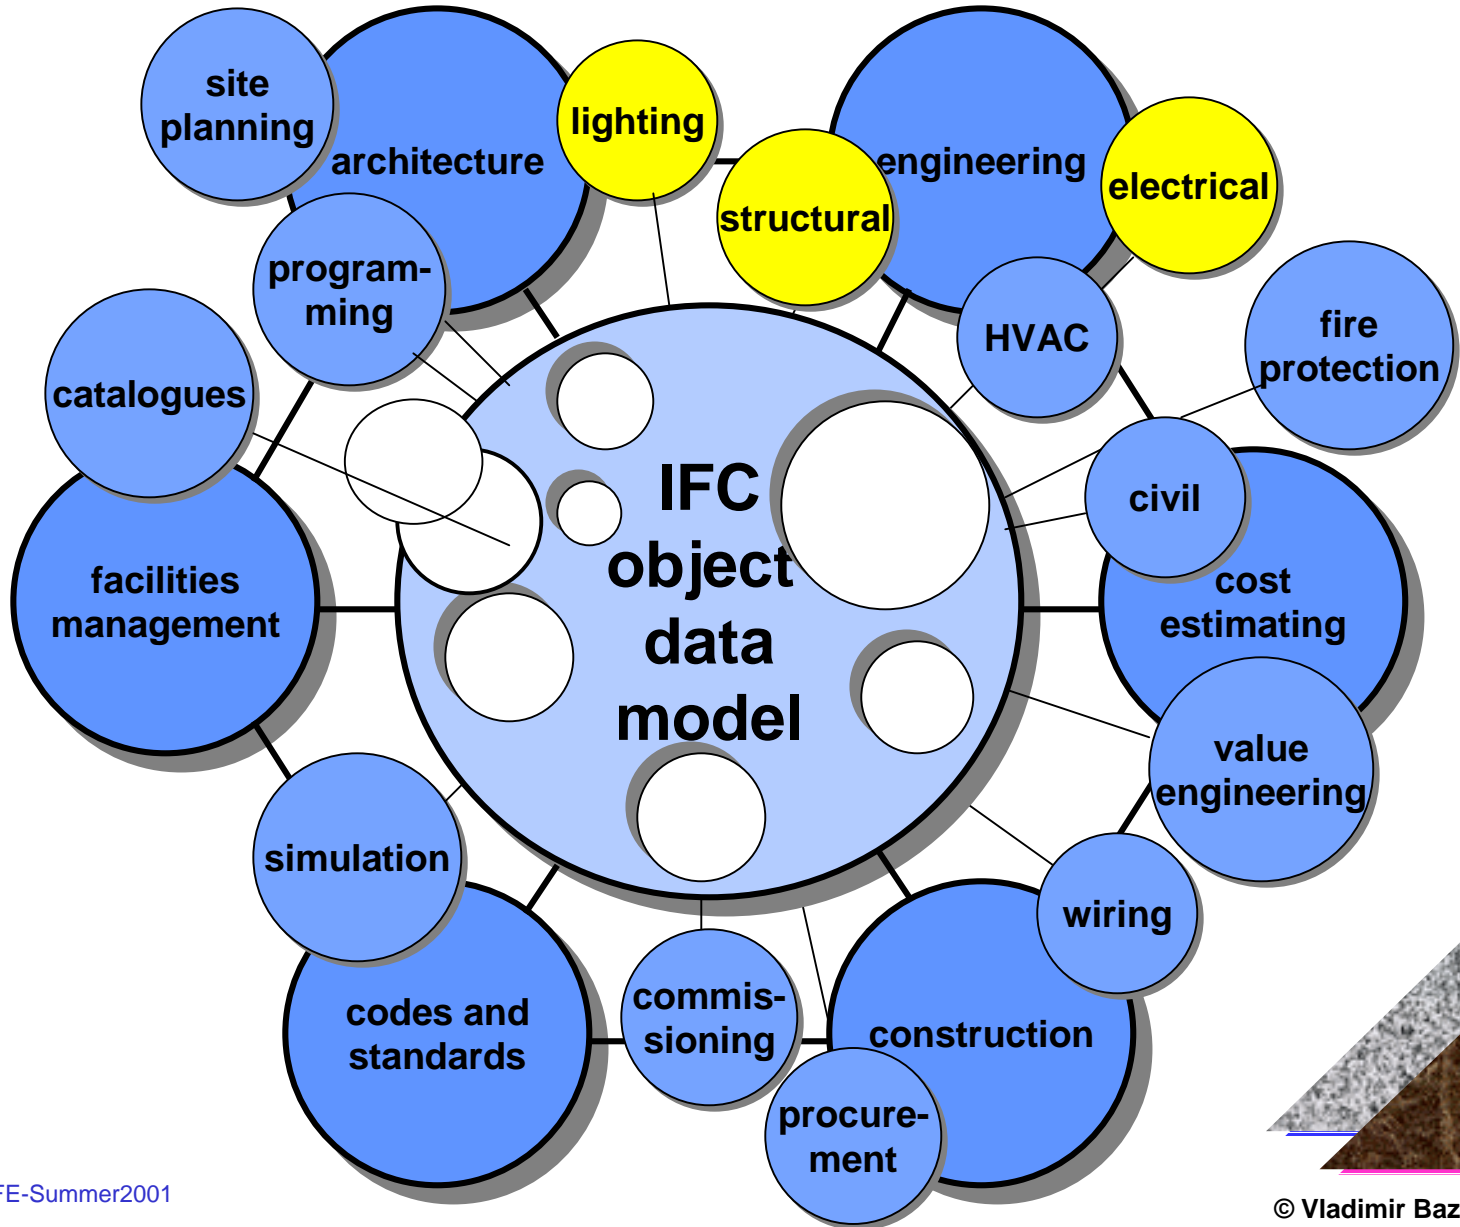 site
planning
architecture
lighting
engineering
structural
electrical
program-
ming
HVAC
fire
protection
catalogues
civil
IFC
object
data
model
facilities
management
cost
estimating
value
engineering
simulation
wiring
commis-
sioning
codes and
standards
construction
procure-
ment
FE-Summer2001
© Vladimir Baz